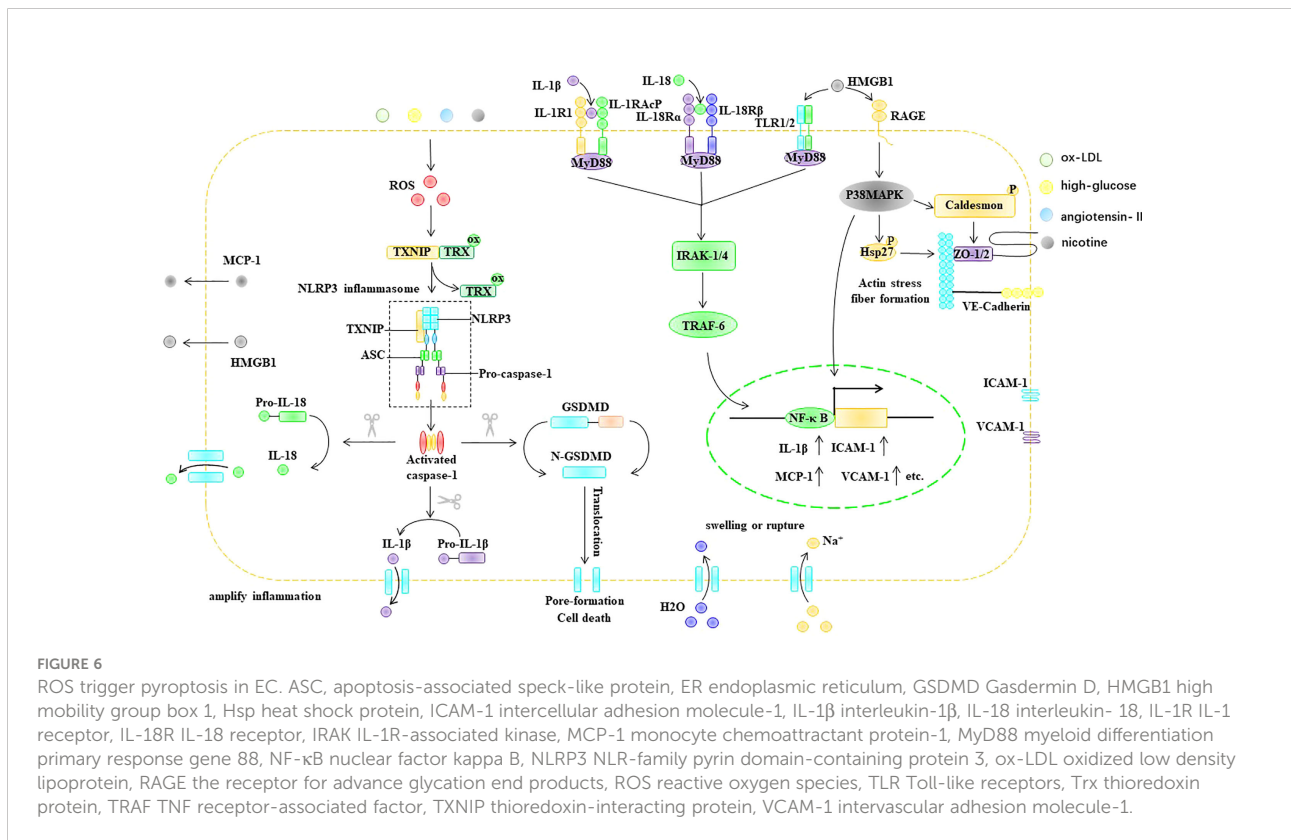 IL-1β
IL-18
HMGB1
IL-1R1
IL-1RAcP
IL-18Rα
IL-18Rβ
TLR1/2
RAGE
MyD88
MyD88
MyD88
ox-LDL
high-glucose
angiotensin- II
nicotine
ROS
P38MAPK
Caldesmon
P
TXNIP
TRX
ox
IRAK-1/4
Hsp27
P
ZO-1/2
MCP-1
NLRP3 inflammasome
TRX
ox
Actin stress
fiber formation
VE-Cadherin
NLRP3
TXNIP
TRAF-6
ASC
HMGB1
Pro-caspase-1
ICAM-1
Pro-IL-18
GSDMD
NF-κ B
VCAM-1
IL-18
Activated
caspase-1
N-GSDMD
IL-1β
ICAM-1
MCP-1
VCAM-1
etc.
Translocation
swelling or rupture
IL-1β
Pro-IL-1β
Na⁺
amplify inflammation
Pore-formation
Cell death
H2O
FIGURE 6
ROS trigger pyroptosis in EC. ASC, apoptosis-associated speck-like protein, ER endoplasmic reticulum, GSDMD Gasdermin D, HMGB1 high
mobility group box 1, Hsp heat shock protein, ICAM-1 intercellular adhesion molecule-1, IL-1β interleukin-1β, IL-18 interleukin- 18, IL-1R IL-1
receptor, IL-18R IL-18 receptor, IRAK IL-1R-associated kinase, MCP-1 monocyte chemoattractant protein-1, MyD88 myeloid differentiation
primary response gene 88, NF-κB nuclear factor kappa B, NLRP3 NLR-family pyrin domain-containing protein 3, ox-LDL oxidized low density
lipoprotein, RAGE the receptor for advance glycation end products, ROS reactive oxygen species, TLR Toll-like receptors, Trx thioredoxin
protein, TRAF TNF receptor-associated factor, TXNIP thioredoxin-interacting protein, VCAM-1 intervascular adhesion molecule-1.